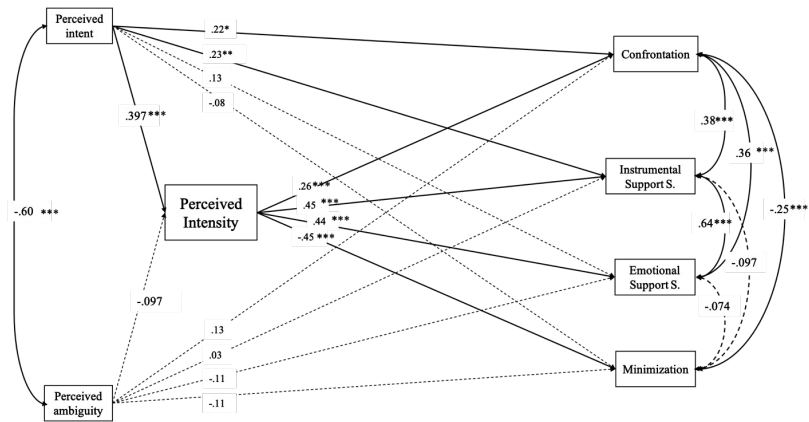 Perceived
intent
.22*
.23**
.13
-.08
Confrontation
.397 ***
.38***
.36 ***
Perceived
Intensity
.26***
.45 ***
.44 ***
-.45 ***
Instrumental
Support S.
-.60 ***
-.25***
.64***
-.097
Emotional
Support S.
-.097
-.074
.13
.03
-.11
-.11
Minimization
Perceived
ambiguity